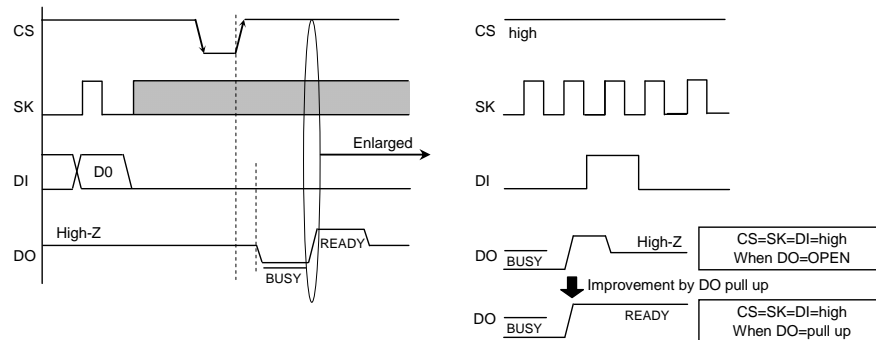 CS
SK
DI
D0
DO
High-Z
BUSY
READY
Enlarged
CS
high
SK
DI
DO
BUSY
High-Z
CS=SK=DI=high
When DO=OPEN
Improvement by DO pull up
DO
BUSY
READY
CS=SK=DI=high
When DO=pull up